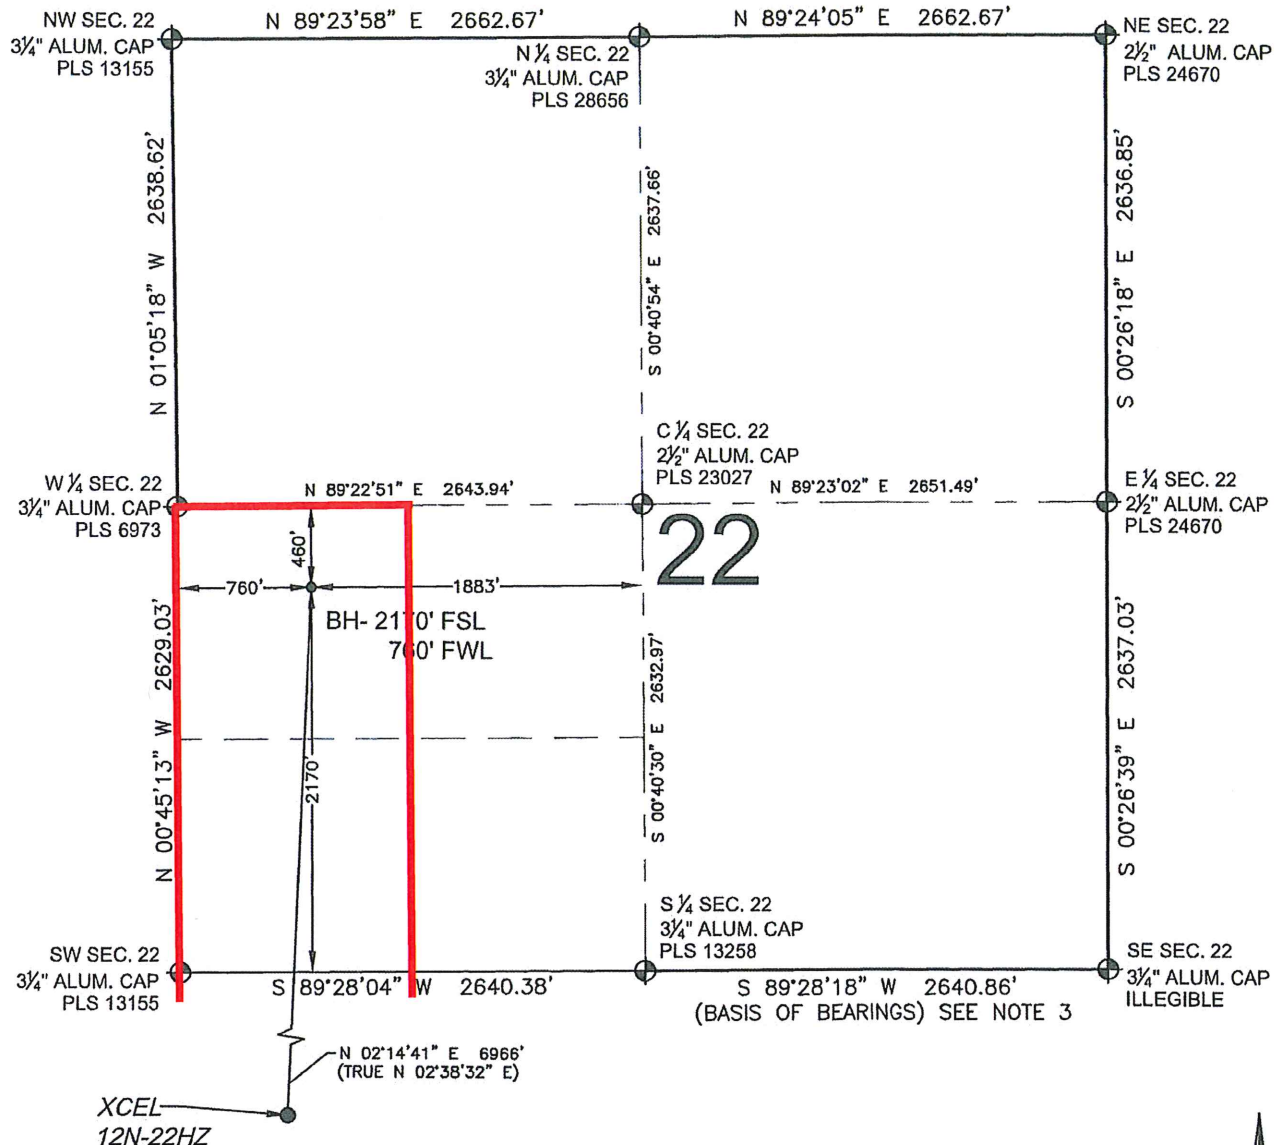 N 89°23'58" E 2662.67'
N 89°24'05" E 2662.67'
NW SEC. 22
3¼" ALUM. CAP
PLS 13155
N ¼ SEC. 22
3¼" ALUM. CAP
PLS 28656
NE SEC. 22
2½" ALUM. CAP
PLS 24670
N 01°05'18" W 2638.62'
S 00°40'54" E 2637.66'
S 00°26'18" E 2636.85'
W ¼ SEC. 22
3¼" ALUM. CAP
PLS 6973
N 89°22'51" E 2643.94'
C ¼ SEC. 22
2½" ALUM. CAP
PLS 23027
N 89°23'02" E 2651.49'
E ¼ SEC. 22
2½" ALUM. CAP
PLS 24670
22
460'
760'
1883'
BH- 2170' FSL
760' FWL
N 00°45'13" W 2629.03'
2170'
S 00°40'30" E 2632.97'
S 00°26'39" E 2637.03'
SW SEC. 22
3¼" ALUM. CAP
PLS 13155
S 89°28'04" W 2640.38'
S ¼ SEC. 22
3¼" ALUM. CAP
PLS 13258
S 89°28'18" W 2640.86'
(BASIS OF BEARINGS) SEE NOTE 3
SE SEC. 22
3¼" ALUM. CAP
ILLEGIBLE
N 02°14'41" E 6966'
(TRUE N 02°38'32" E)
XCEL
12N-22HZ